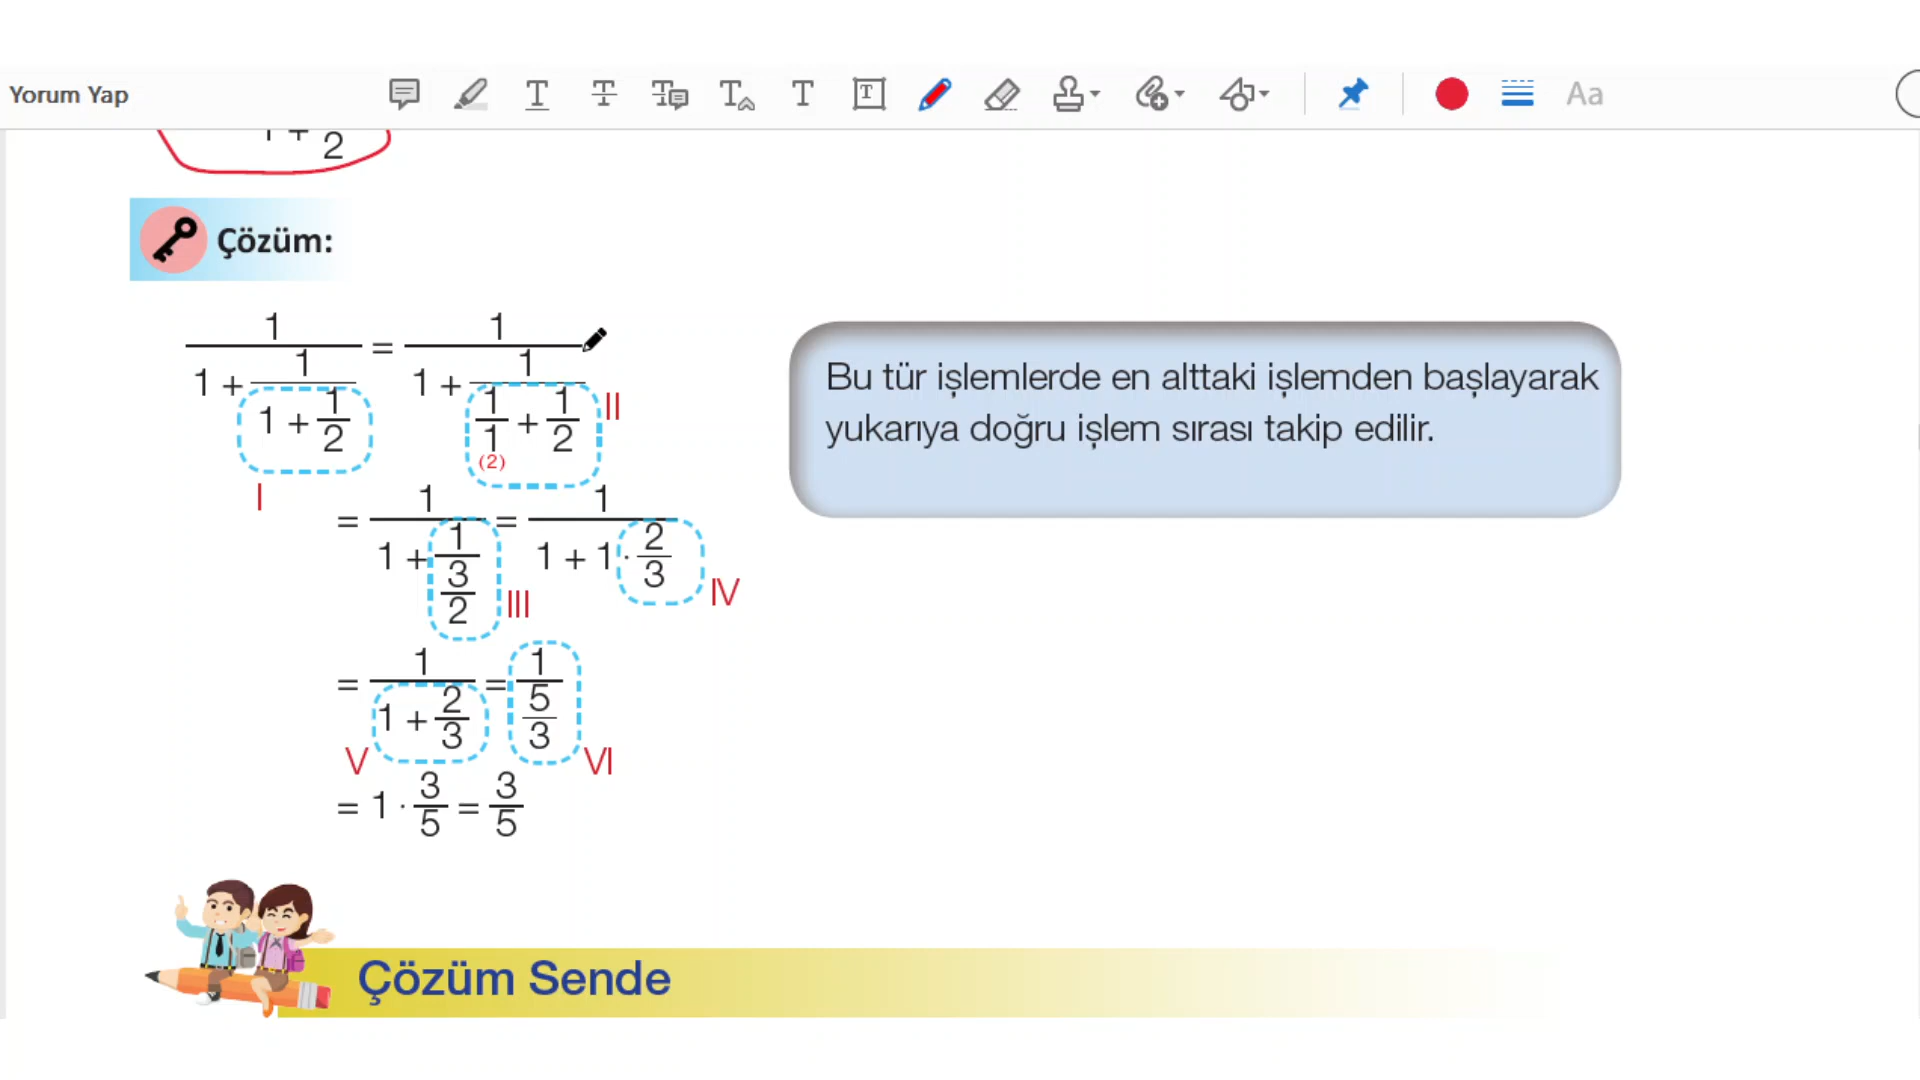 Yorum Yap
T T T T T T Aa
1 + 2
Çözüm:
1 / (1 + 1 / (1 + 1/2)) = 1 / (1 + 1 / (1/1 + 1/2)) II
(2)
I
= 1 / (1 + 1 / (3/2)) = 1 / (1 + 1 · 2/3)
III IV
= 1 / (1 + 2/3) = 1 / (5/3)
V VI
= 1 · 3/5 = 3/5
Bu tür işlemlerde en alttaki işlemden başlayarak
yukarıya doğru işlem sırası takip edilir.
Çözüm Sende